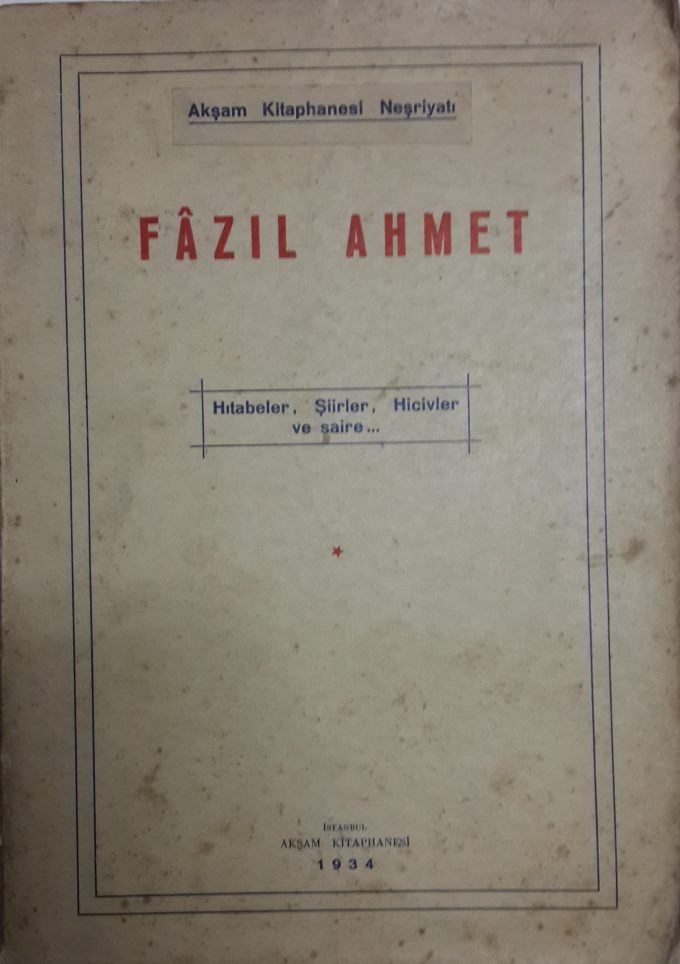 Akşam Kitaphanesi Neşriyatı
FÂZIL AHMET
Hıtabeler, Şiirler, Hicivler
ve saire...
İSTANBUL
AKŞAM KİTAPHANESİ
1934